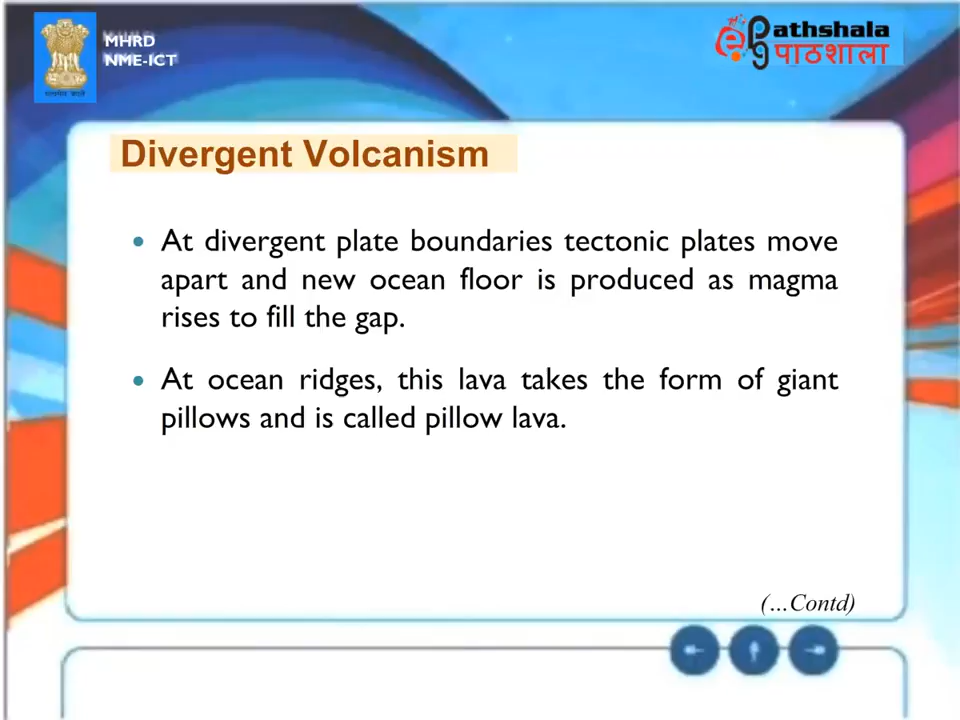 MHRD
NME-ICT
e pg Pathshala
पाठशाला
Divergent Volcanism
• At divergent plate boundaries tectonic plates move
apart and new ocean floor is produced as magma
rises to fill the gap.
• At ocean ridges, this lava takes the form of giant
pillows and is called pillow lava.
(...Contd)